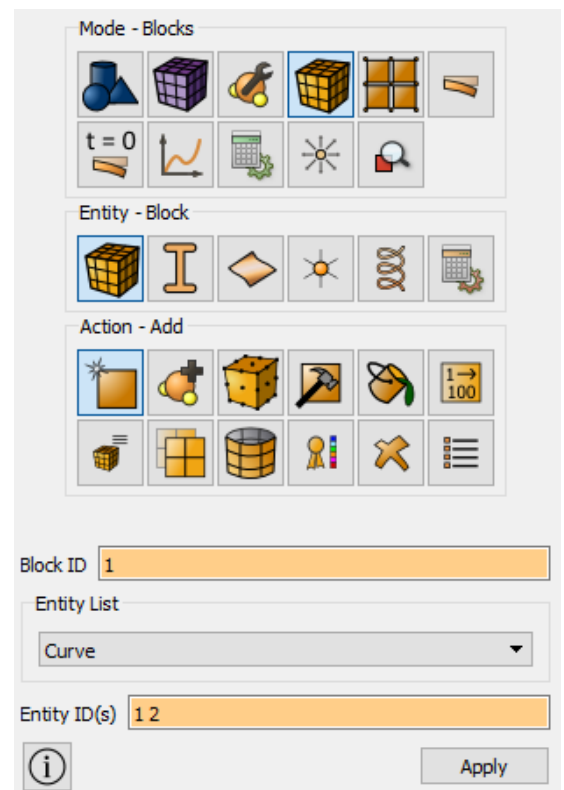 Mode - Blocks
t = 0
Entity - Block
Action - Add
1→
100
Block ID 1
Entity List
Curve
Entity ID(s) 1 2
i Apply